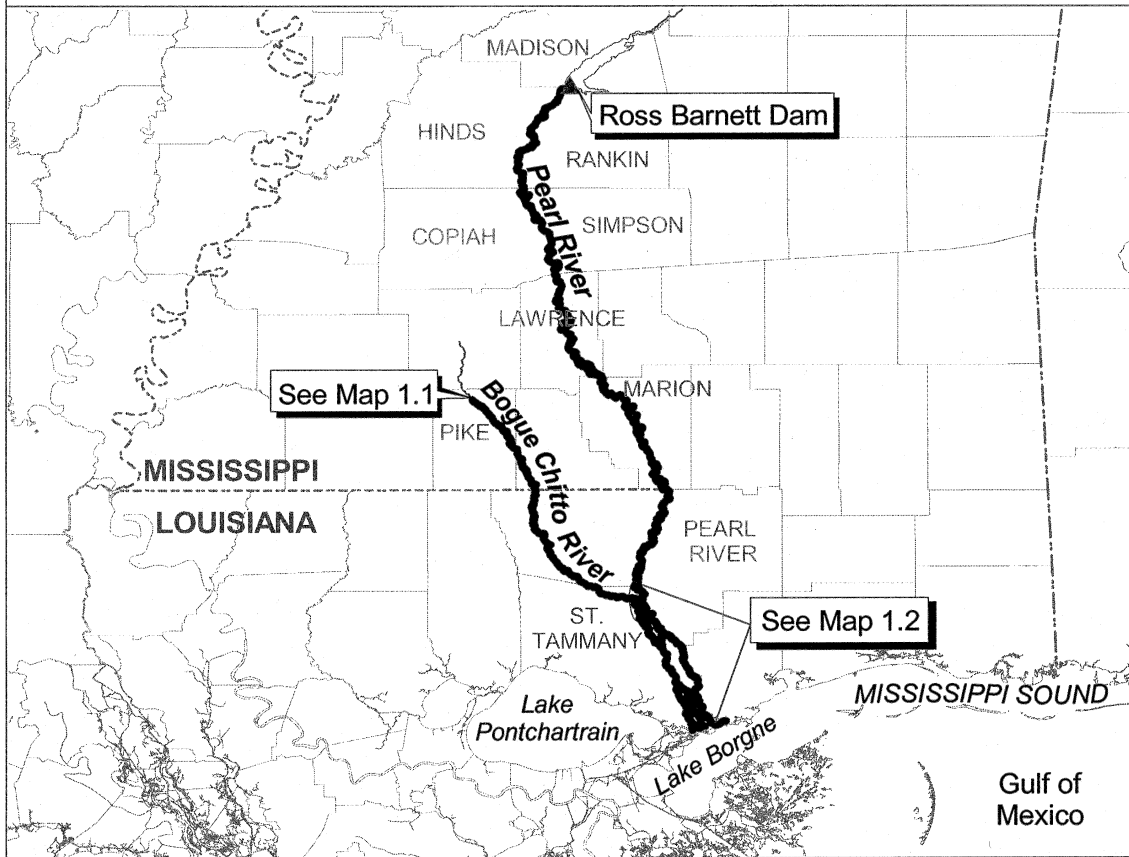 MADISON
Ross Barnett Dam
HINDS
RANKIN
Pearl River
COPIAH
SIMPSON
LAWRENCE
See Map 1.1
MARION
Bogue Chitto River
PIKE
MISSISSIPPI
LOUISIANA
PEARL
RIVER
ST.
TAMMANY
See Map 1.2
MISSISSIPPI SOUND
Lake
Pontchartrain
Lake Borgne
Gulf of
Mexico